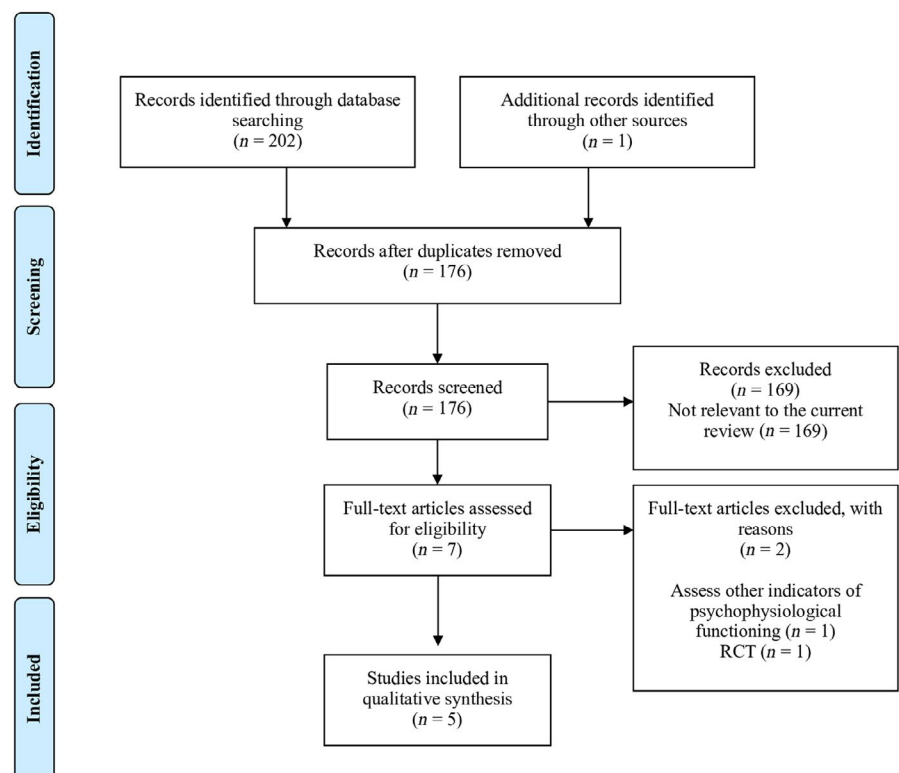 Identification
Records identified through database
searching
(n = 202)
Additional records identified
through other sources
(n = 1)
Screening
Records after duplicates removed
(n = 176)
Records screened
(n = 176)
Records excluded
(n = 169)
Not relevant to the current
review (n = 169)
Eligibility
Full-text articles assessed
for eligibility
(n = 7)
Full-text articles excluded, with
reasons
(n = 2)
Assess other indicators of
psychophysiological
functioning (n = 1)
RCT (n = 1)
Included
Studies included in
qualitative synthesis
(n = 5)